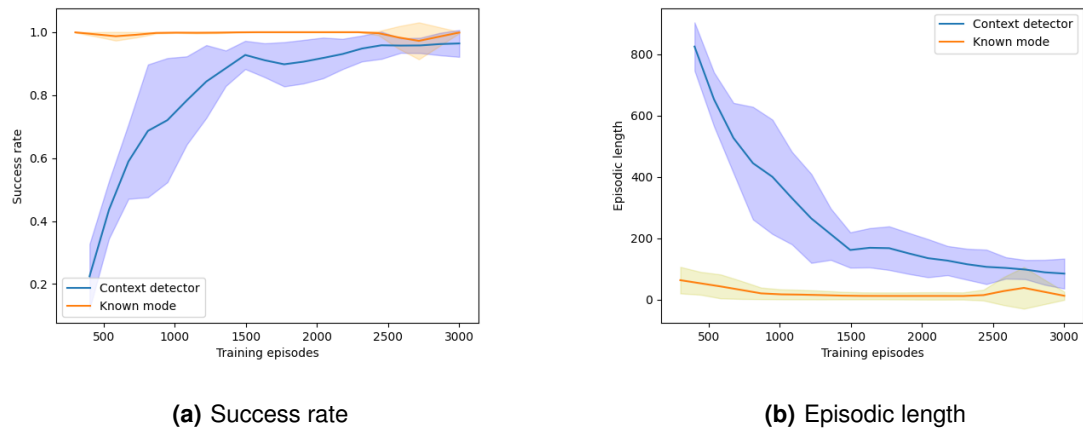 1.0
0.8
0.6
0.4
0.2
Success rate
Context detector
Known mode
500 1000 1500 2000 2500 3000
Training episodes
(a) Success rate
800
600
400
200
0
Episodic length
Context detector
Known mode
500 1000 1500 2000 2500 3000
Training episodes
(b) Episodic length